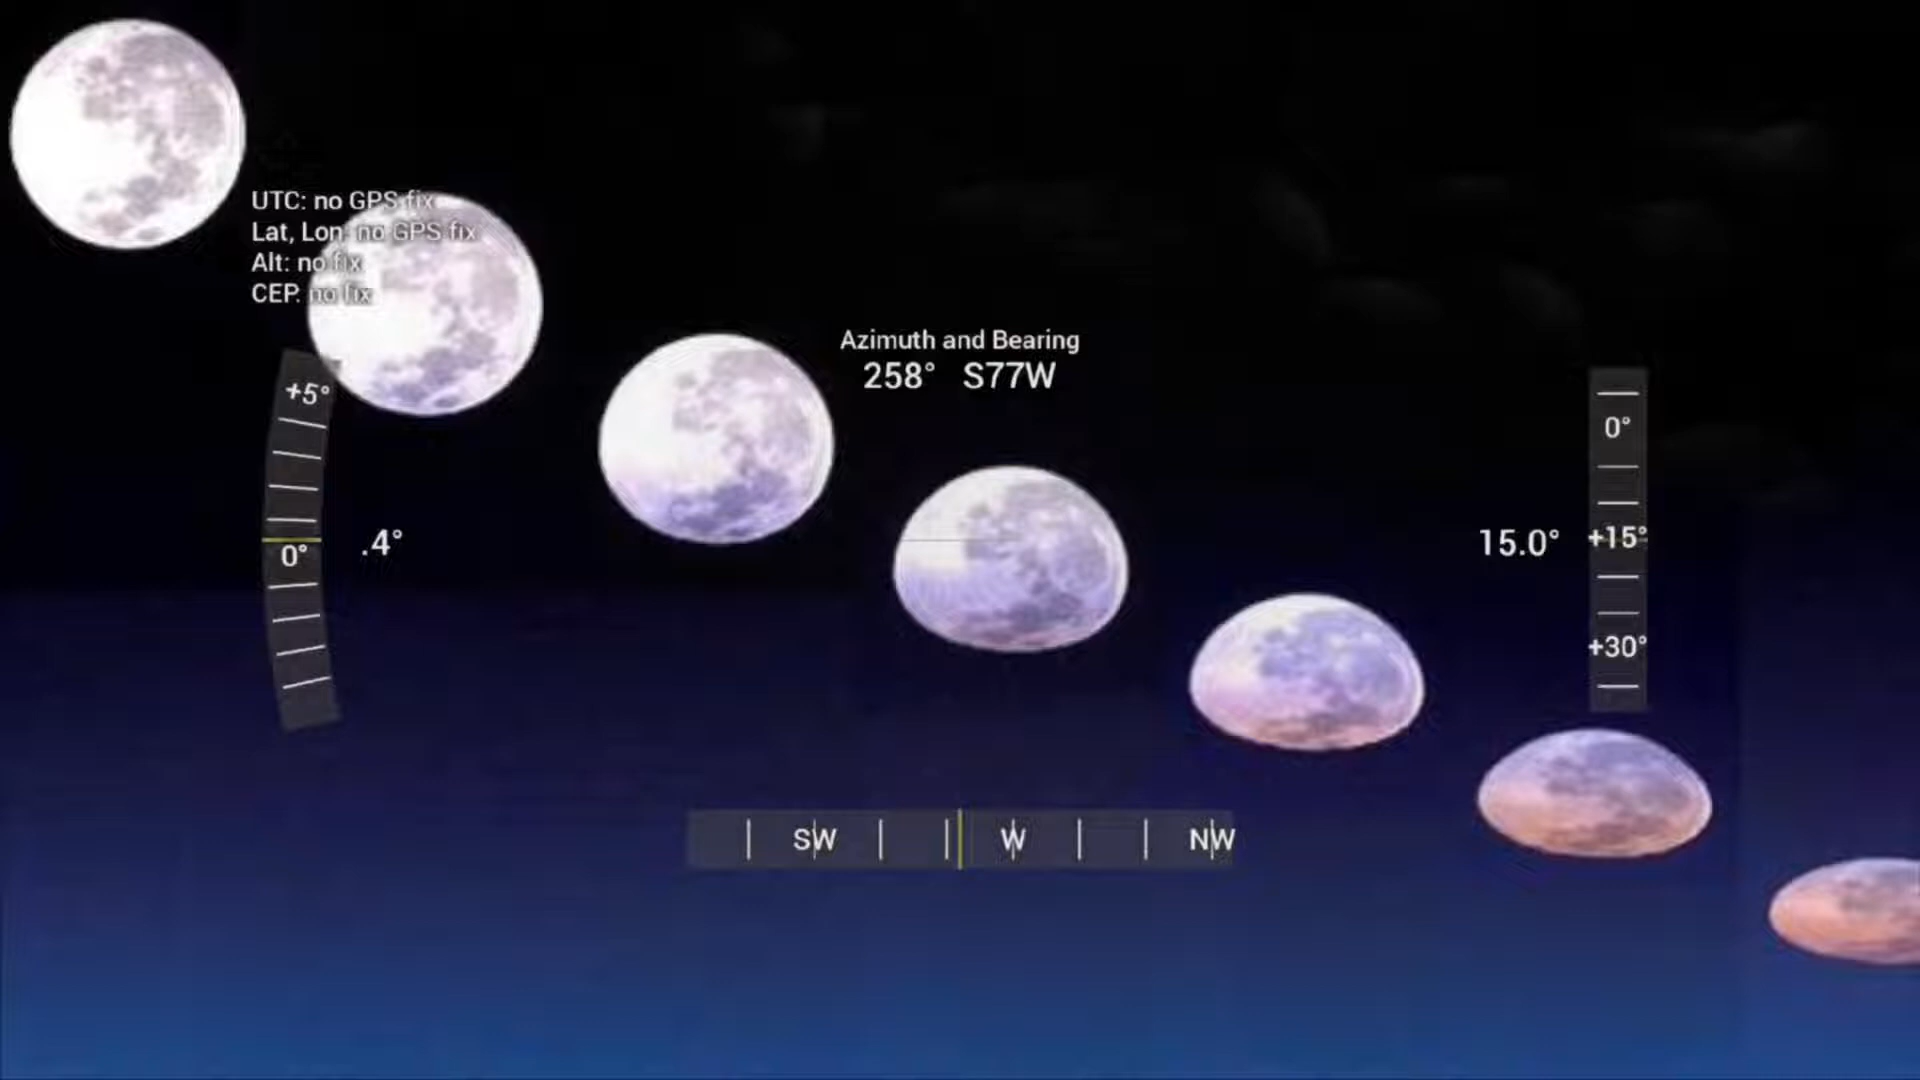 UTC: no GPS fix
Lat, Lon: no GPS fix
Alt: no fix
CEP: no fix
Azimuth and Bearing
258° S77W
+5°
0°
.4°
0°
15.0°
+15°
+30°
SW W NW